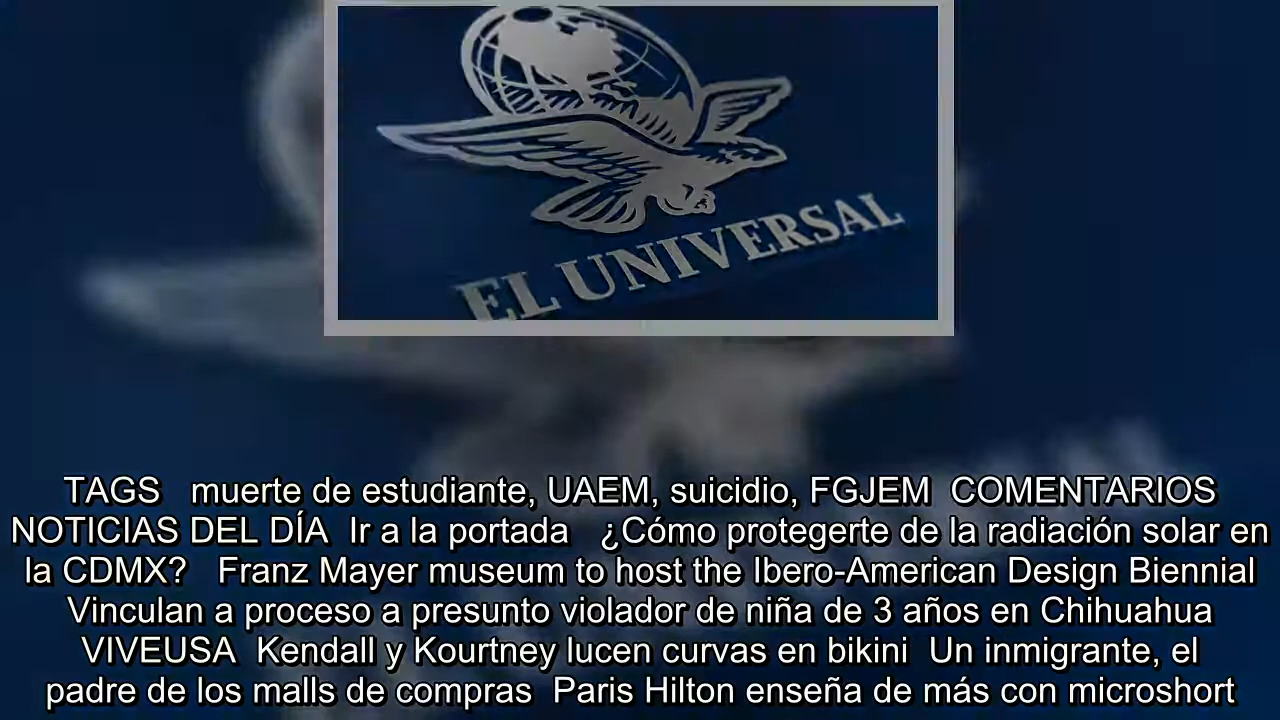 EL UNIVERSAL
TAGS muerte de estudiante, UAEM, suicidio, FGJEM COMENTARIOS
NOTICIAS DEL DÍA Ir a la portada ¿Cómo protegerte de la radiación solar en
la CDMX? Franz Mayer museum to host the Ibero-American Design Biennial
Vinculan a proceso a presunto violador de niña de 3 años en Chihuahua
VIVEUSA Kendall y Kourtney lucen curvas en bikini Un inmigrante, el
padre de los malls de compras Paris Hilton enseña de más con microshort